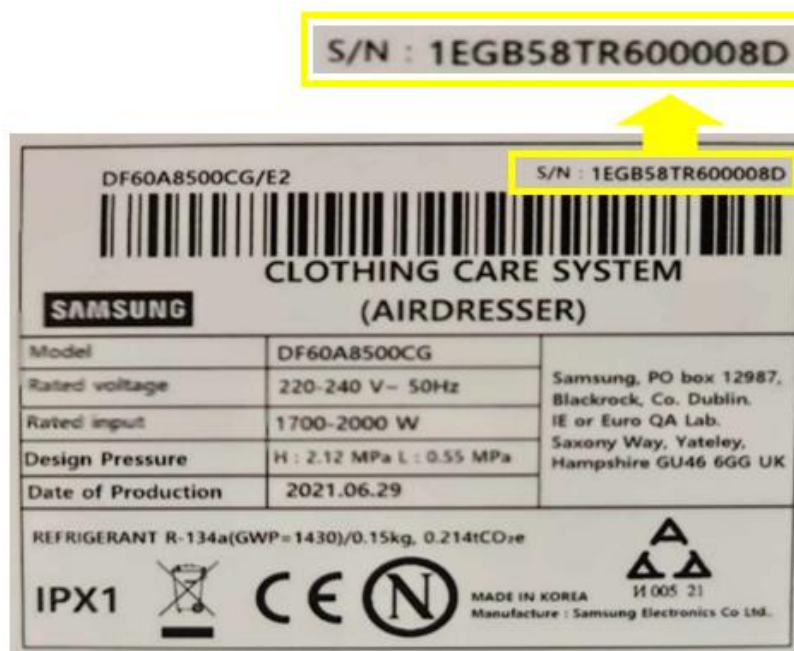 S/N : 1EGB58TR600008D
DF60A8500CG/E2
S/N : 1EGB58TR600008D
CLOTHING CARE SYSTEM
(AIRDRESSER)
SAMSUNG
Model DF60A8500CG
Rated voltage 220-240 V~ 50Hz
Rated input 1700-2000 W
Design Pressure H : 2.12 MPa L : 0.55 MPa
Date of Production 2021.06.29
Samsung, PO box 12987,
Blackrock, Co. Dublin.
IE or Euro QA Lab.
Saxony Way, Yateley,
Hampshire GU46 6GG UK
REFRIGERANT R-134a(GWP=1430)/0.15kg, 0.214tCO₂e
IPX1
CE
N
MADE IN KOREA
Manufacture : Samsung Electronics Co Ltd..
И 005 21